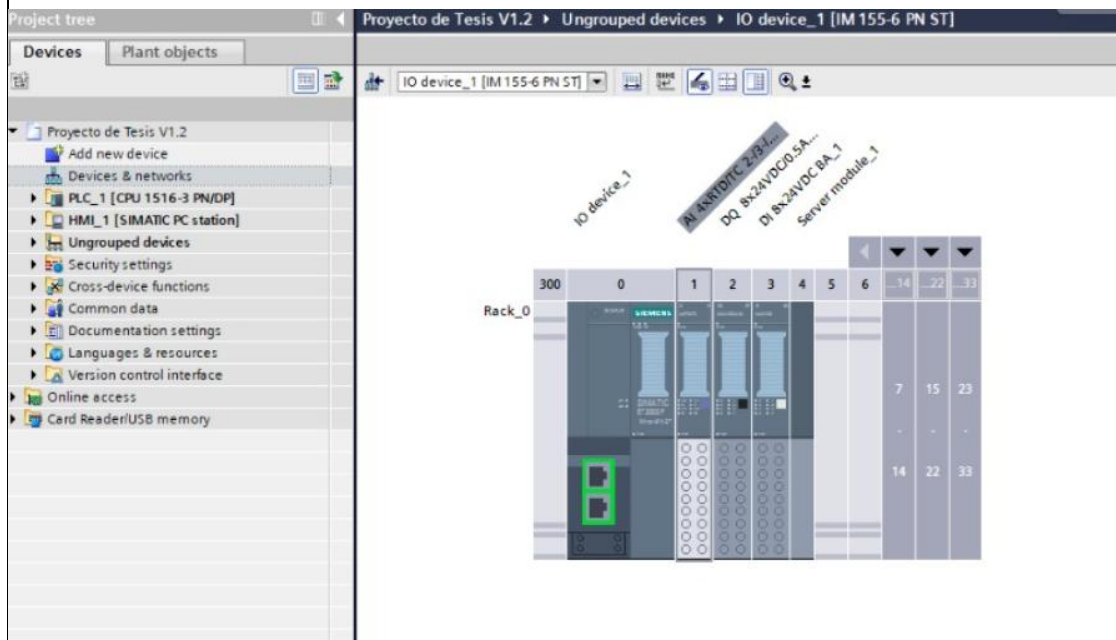 Project tree
Proyecto de Tesis V1.2 ▸ Ungrouped devices ▸ IO device_1 [IM 155-6 PN ST]
Devices
Plant objects
IO device_1 [IM 155-6 PN ST]
Proyecto de Tesis V1.2
Add new device
Devices & networks
PLC_1 [CPU 1516-3 PN/DP]
HMI_1 [SIMATIC PC station]
Ungrouped devices
Security settings
Cross-device functions
Common data
Documentation settings
Languages & resources
Version control interface
Online access
Card Reader/USB memory
IO device_1
AI 4xRTD/TC 2-/3-/...
DQ 8x24VDC/0.5A...
DI 8x24VDC BA_1
Server module_1
300 0 1 2 3 4 5 6 ...14 ...22 ...33
Rack_0
SIEMENS
7 15 23
- - -
14 22 33